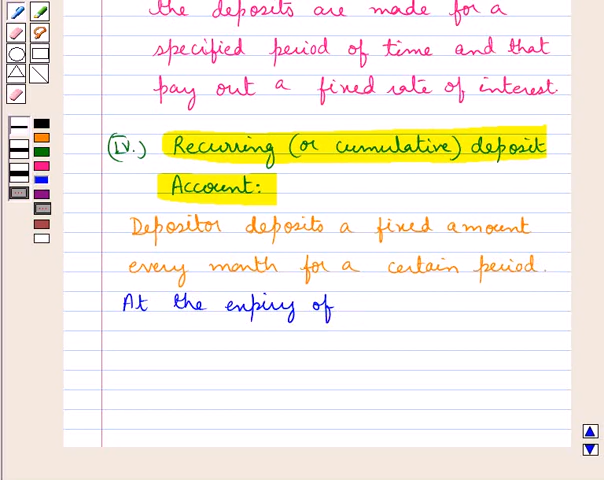 the deposits are made for a
specified period of time and that
pay out a fixed rate of interest.
(IV.) Recurring (or cumulative) deposit
Account:
Depositor deposits a fixed amount
every month for a certain period.
At the expiry of